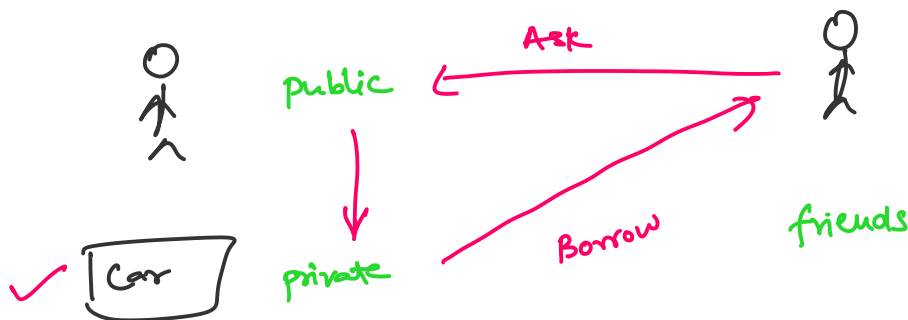 Ask
public
Borrow
friends
Car
private